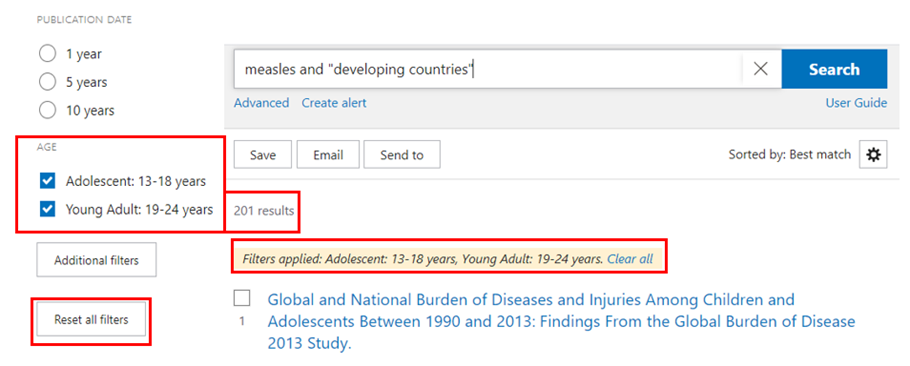 PUBLICATION DATE
1 year
5 years
10 years
AGE
Adolescent: 13-18 years
Young Adult: 19-24 years
Additional filters
Reset all filters
measles and "developing countries"
Search
Advanced Create alert
User Guide
Save Email Send to
Sorted by: Best match
201 results
Filters applied: Adolescent: 13-18 years, Young Adult: 19-24 years. Clear all
Global and National Burden of Diseases and Injuries Among Children and
1 Adolescents Between 1990 and 2013: Findings From the Global Burden of Disease
2013 Study.